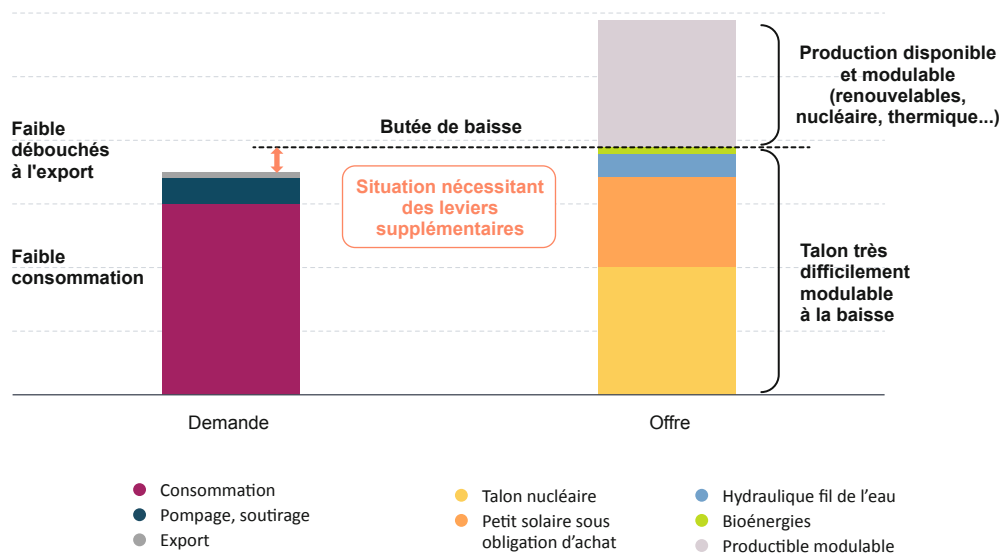 Production disponible
et modulable
(renouvelables,
nucléaire, thermique...)
Faible
débouchés
à l'export
Butée de baisse
Situation nécessitant
des leviers
supplémentaires
Faible
consommation
Talon très
difficilement
modulable
à la baisse
Demande
Offre
Consommation
Pompage, soutirage
Export
Talon nucléaire
Petit solaire sous
obligation d’achat
Hydraulique fil de l’eau
Bioénergies
Productible modulable